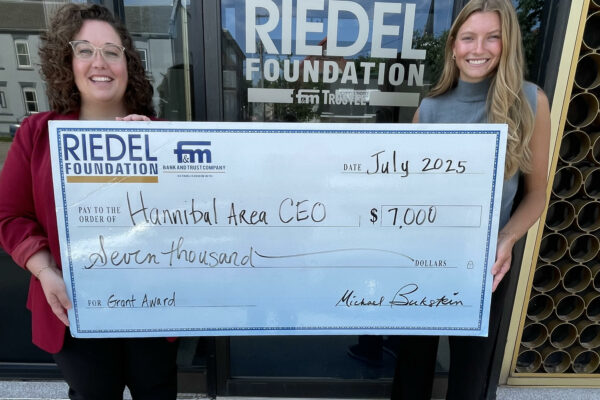 RIEDEL
FOUNDATION
f&m TRUSTEE
RIEDEL
FOUNDATION
f&m
BANK AND TRUST COMPANY
DATE July 2025
PAY TO THE
ORDER OF Hannibal Area CEO $ 7,000
Seven thousand DOLLARS
FOR Grant Award Michael Bukstein